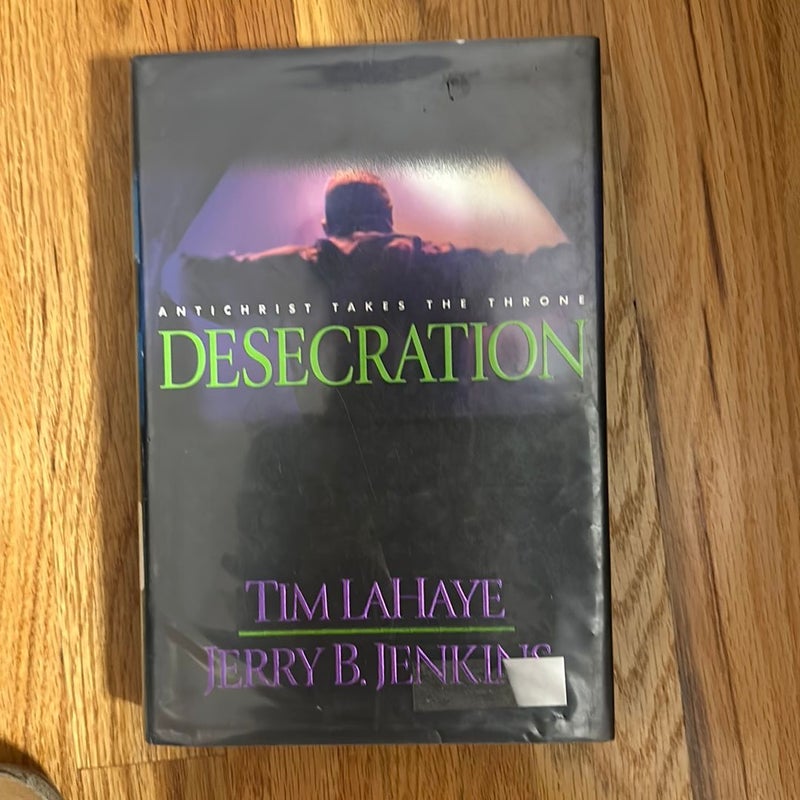 ANTICHRIST TAKES THE THRONE
DESECRATION
TIM LAHAYE
JERRY B. JENKINS